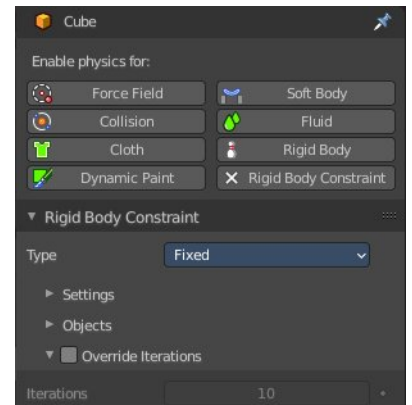 Cube
Enable physics for:
Force Field Soft Body
Collision Fluid
Cloth Rigid Body
Dynamic Paint Rigid Body Constraint
Rigid Body Constraint
Type Fixed
Settings
Objects
Override Iterations
Iterations 10